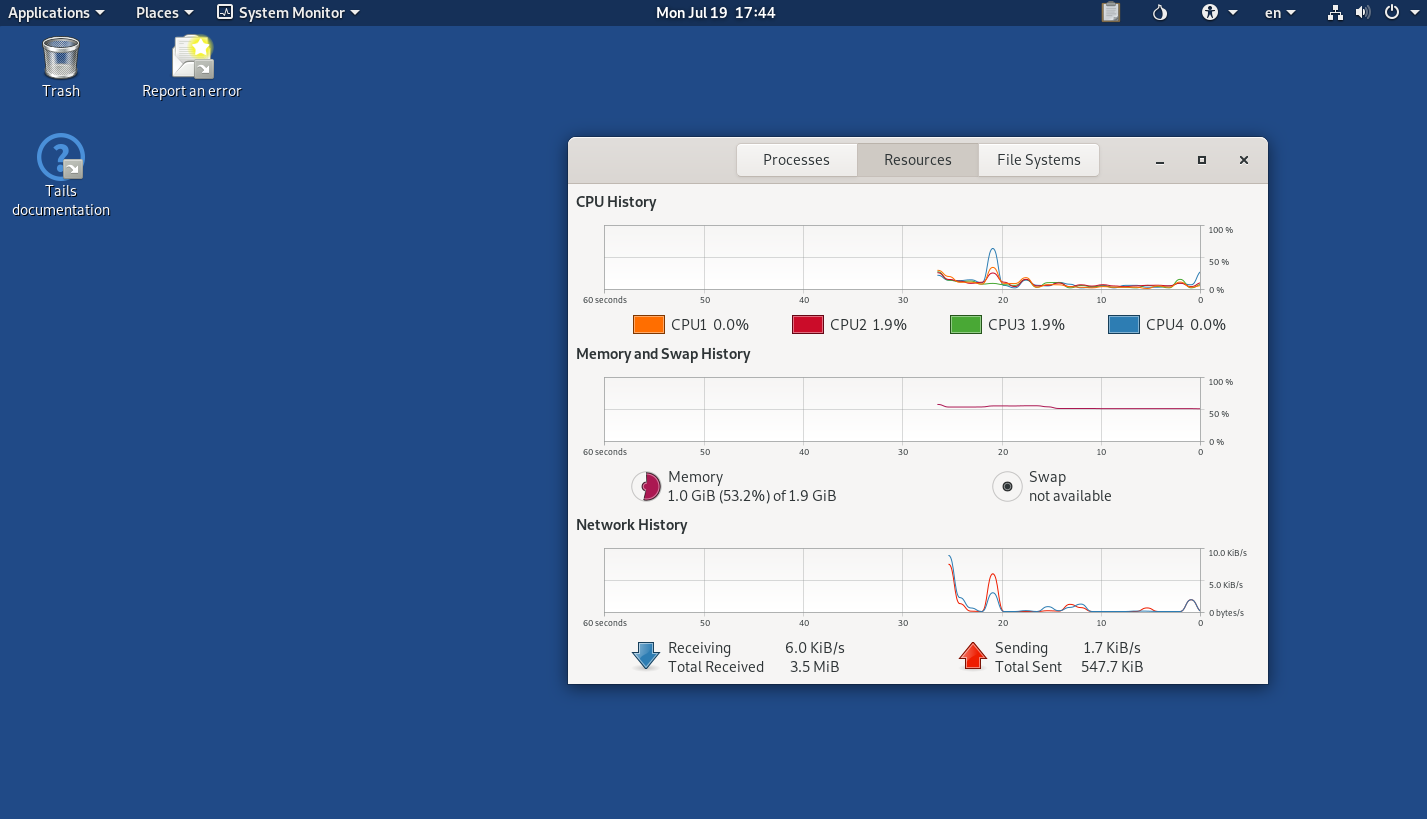 Applications Places System Monitor Mon Jul 19 17:44 en
Trash
Report an error
Tails
documentation
Processes Resources File Systems
CPU History
100 %
50 %
0 %
60 seconds 50 40 30 20 10 0
CPU1 0.0% CPU2 1.9% CPU3 1.9% CPU4 0.0%
Memory and Swap History
100 %
50 %
0 %
60 seconds 50 40 30 20 10 0
Memory
1.0 GiB (53.2%) of 1.9 GiB
Swap
not available
Network History
10.0 KiB/s
5.0 KiB/s
0 bytes/s
60 seconds 50 40 30 20 10 0
Receiving 6.0 KiB/s
Total Received 3.5 MiB
Sending 1.7 KiB/s
Total Sent 547.7 KiB